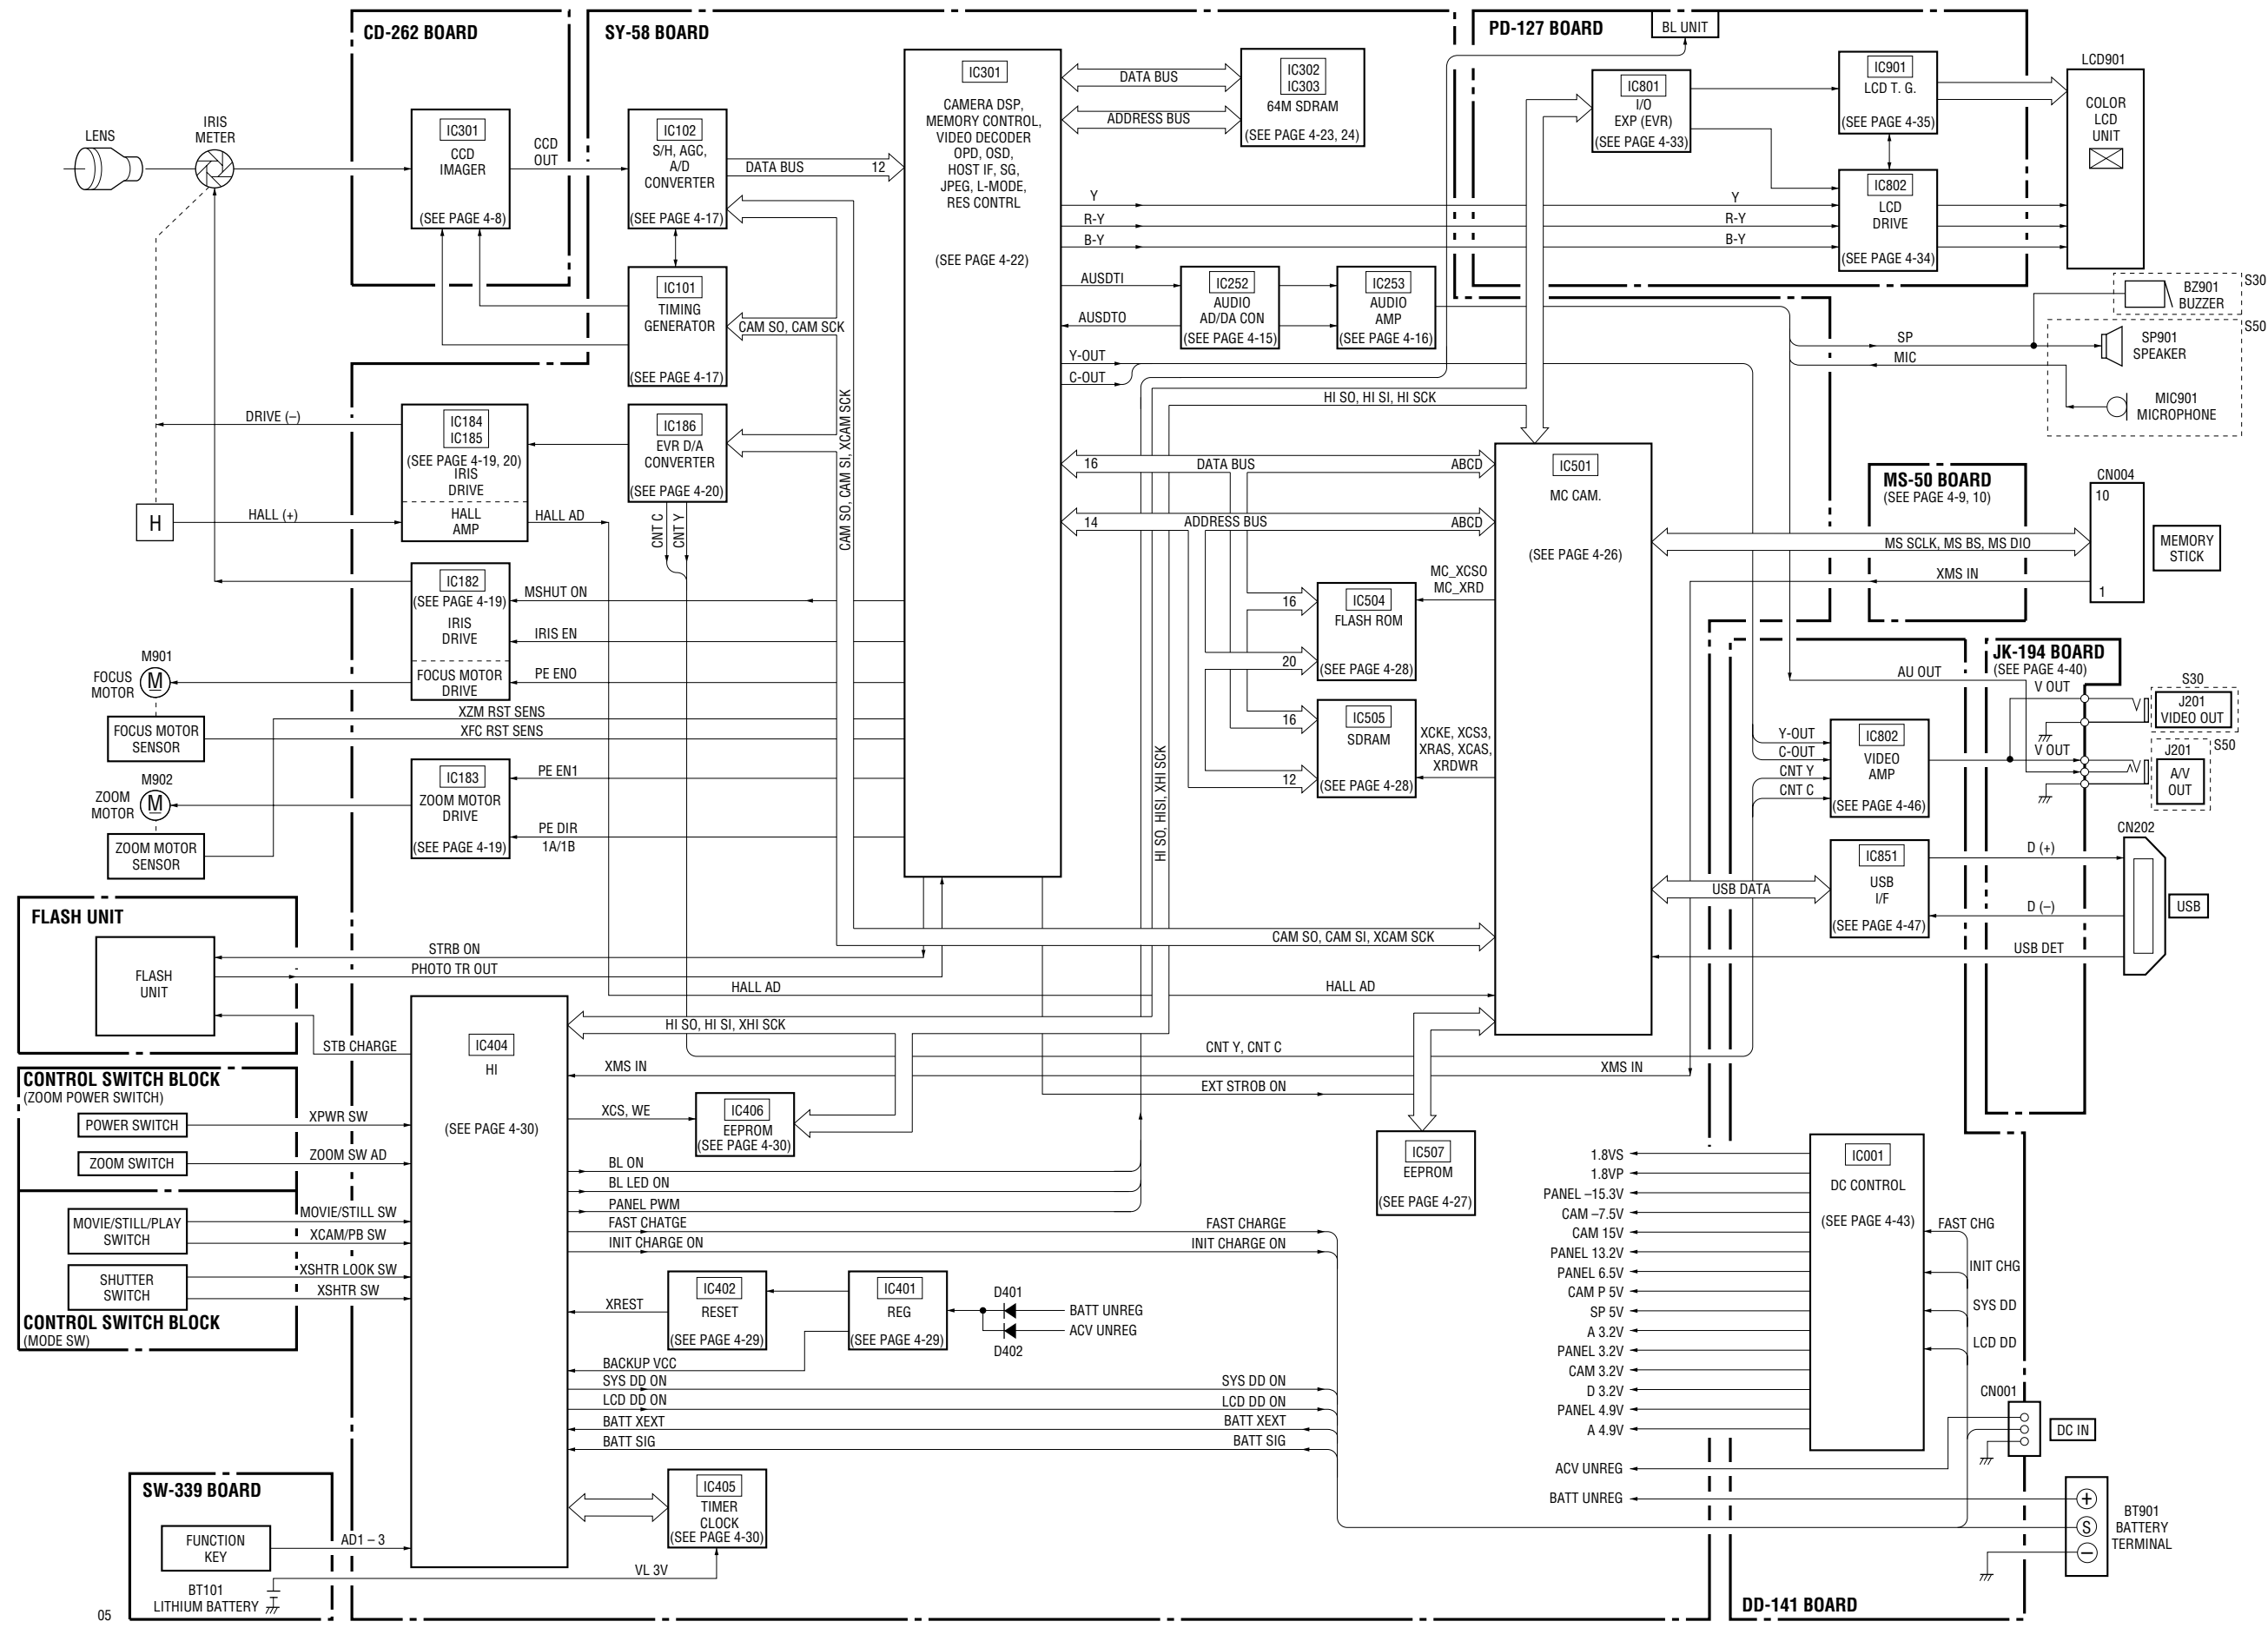 CD-262 BOARD
SY-58 BOARD
PD-127 BOARD
BL UNIT
LENS
IRIS
METER
IC301
CCD
IMAGER
(SEE PAGE 4-8)
CCD
OUT
IC102
S/H, AGC,
A/D
CONVERTER
(SEE PAGE 4-17)
DATA BUS
12
IC301
CAMERA DSP,
MEMORY CONTROL,
VIDEO DECODER
OPD, OSD,
HOST IF, SG,
JPEG, L-MODE,
RES CONTRL
(SEE PAGE 4-22)
DATA BUS
ADDRESS BUS
IC302
IC303
64M SDRAM
(SEE PAGE 4-23, 24)
IC801
I/O
EXP (EVR)
(SEE PAGE 4-33)
IC901
LCD T. G.
(SEE PAGE 4-35)
LCD901
COLOR
LCD
UNIT
IC802
LCD
DRIVE
(SEE PAGE 4-34)
Y
R-Y
B-Y
Y
R-Y
B-Y
IC101
TIMING
GENERATOR
(SEE PAGE 4-17)
CAM SO, CAM SCK
AUSDTI
AUSDTO
IC252
AUDIO
AD/DA CON
(SEE PAGE 4-15)
IC253
AUDIO
AMP
(SEE PAGE 4-16)
Y-OUT
C-OUT
BZ901
BUZZER
S30
S50
SP901
SPEAKER
SP
MIC
MIC901
MICROPHONE
HI SO, HI SI, HI SCK
CAM SO, CAM SI, XCAM SCK
DRIVE (–)
IC184
IC185
(SEE PAGE 4-19, 20)
IRIS
DRIVE
HALL
AMP
IC186
EVR D/A
CONVERTER
(SEE PAGE 4-20)
H
HALL (+)
HALL AD
CNT C
CNT Y
16
DATA BUS
ABCD
14
ADDRESS BUS
ABCD
IC501
MC CAM.
(SEE PAGE 4-26)
MS-50 BOARD
(SEE PAGE 4-9, 10)
CN004
10
1
MEMORY
STICK
MS SCLK, MS BS, MS DIO
XMS IN
IC182
(SEE PAGE 4-19)
IRIS
DRIVE
FOCUS MOTOR
DRIVE
MSHUT ON
IRIS EN
PE ENO
MC_XCSO
MC_XRD
16
20
IC504
FLASH ROM
(SEE PAGE 4-28)
M901
FOCUS
MOTOR
M
FOCUS MOTOR
SENSOR
XZM RST SENS
XFC RST SENS
16
12
IC505
SDRAM
(SEE PAGE 4-28)
XCKE, XCS3,
XRAS, XCAS,
XRDWR
M902
ZOOM
MOTOR
M
ZOOM MOTOR
SENSOR
IC183
ZOOM MOTOR
DRIVE
(SEE PAGE 4-19)
PE EN1
PE DIR
1A/1B
HI SO, HISI, XHI SCK
JK-194 BOARD
(SEE PAGE 4-40)
AU OUT
V OUT
S30
J201
VIDEO OUT
Y-OUT
C-OUT
CNT Y
CNT C
IC802
VIDEO
AMP
(SEE PAGE 4-46)
V OUT
J201
S50
A/V
OUT
CN202
USB DATA
IC851
USB
I/F
(SEE PAGE 4-47)
D (+)
D (–)
USB
USB DET
FLASH UNIT
FLASH
UNIT
STRB ON
PHOTO TR OUT
STB CHARGE
CAM SO, CAM SI, XCAM SCK
HALL AD
HALL AD
HI SO, HI SI, XHI SCK
CNT Y, CNT C
XMS IN
XMS IN
EXT STROB ON
IC404
HI
(SEE PAGE 4-30)
CONTROL SWITCH BLOCK
(ZOOM POWER SWITCH)
POWER SWITCH
XPWR SW
ZOOM SWITCH
ZOOM SW AD
XCS, WE
IC406
EEPROM
(SEE PAGE 4-30)
IC507
EEPROM
(SEE PAGE 4-27)
MOVIE/STILL/PLAY
SWITCH
MOVIE/STILL SW
XCAM/PB SW
SHUTTER
SWITCH
XSHTR LOOK SW
XSHTR SW
CONTROL SWITCH BLOCK
(MODE SW)
BL ON
BL LED ON
PANEL PWM
FAST CHATGE
FAST CHARGE
INIT CHARGE ON
INIT CHARGE ON
XREST
IC402
RESET
(SEE PAGE 4-29)
IC401
REG
(SEE PAGE 4-29)
D401
D402
BATT UNREG
ACV UNREG
BACKUP VCC
SYS DD ON
SYS DD ON
LCD DD ON
LCD DD ON
BATT XEXT
BATT XEXT
BATT SIG
BATT SIG
1.8VS
1.8VP
PANEL –15.3V
CAM –7.5V
CAM 15V
PANEL 13.2V
PANEL 6.5V
CAM P 5V
SP 5V
A 3.2V
PANEL 3.2V
CAM 3.2V
D 3.2V
PANEL 4.9V
A 4.9V
ACV UNREG
BATT UNREG
IC001
DC CONTROL
(SEE PAGE 4-43)
FAST CHG
INIT CHG
SYS DD
LCD DD
CN001
DC IN
+
S
–
BT901
BATTERY
TERMINAL
DD-141 BOARD
SW-339 BOARD
FUNCTION
KEY
AD1 – 3
IC405
TIMER
CLOCK
(SEE PAGE 4-30)
VL 3V
BT101
LITHIUM BATTERY
05